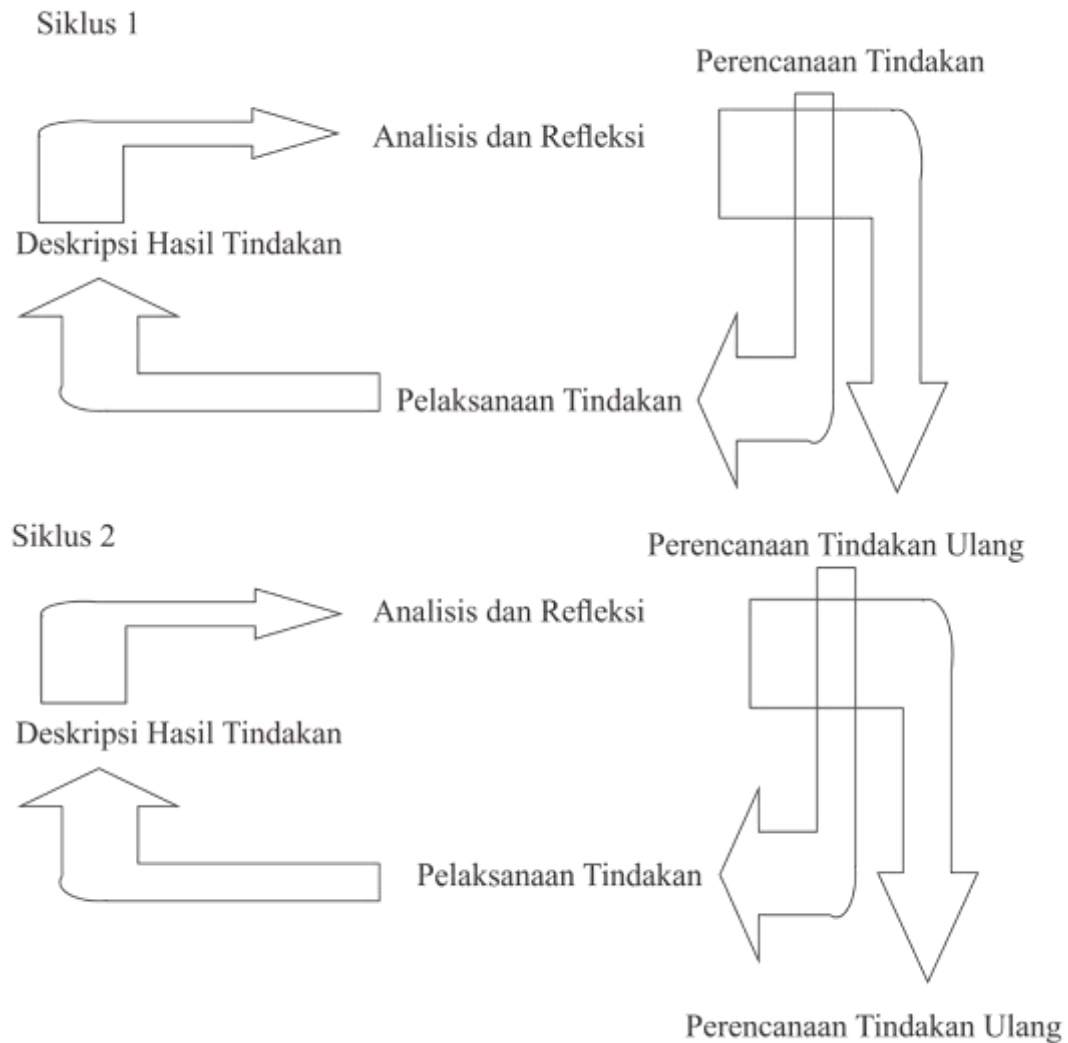 Siklus 1
Perencanaan Tindakan
Analisis dan Refleksi
Deskripsi Hasil Tindakan
Pelaksanaan Tindakan
Siklus 2
Perencanaan Tindakan Ulang
Analisis dan Refleksi
Deskripsi Hasil Tindakan
Pelaksanaan Tindakan
Perencanaan Tindakan Ulang